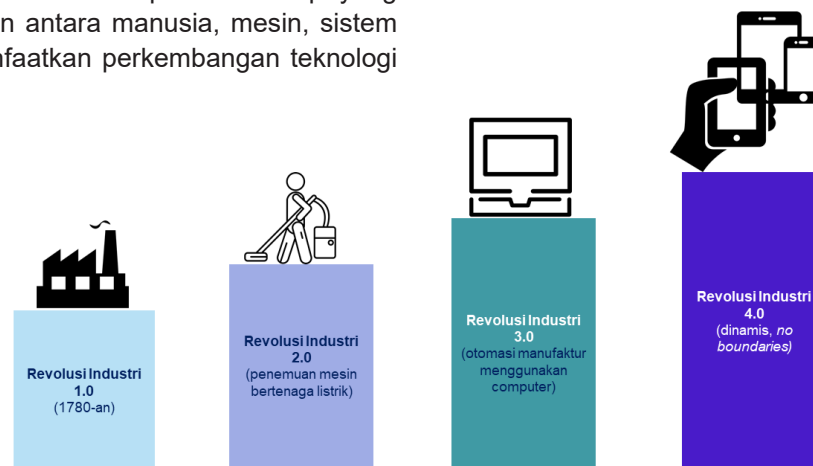 n antara manusia, mesin, sistem
nfaatkan perkembangan teknologi
Revolusi Industri
1.0
(1780-an)
Revolusi Industri
2.0
(penemuan mesin
bertenaga listrik)
Revolusi Industri
3.0
(otomasi manufaktur
menggunakan
computer)
Revolusi Industri
4.0
(dinamis, no
boundaries)